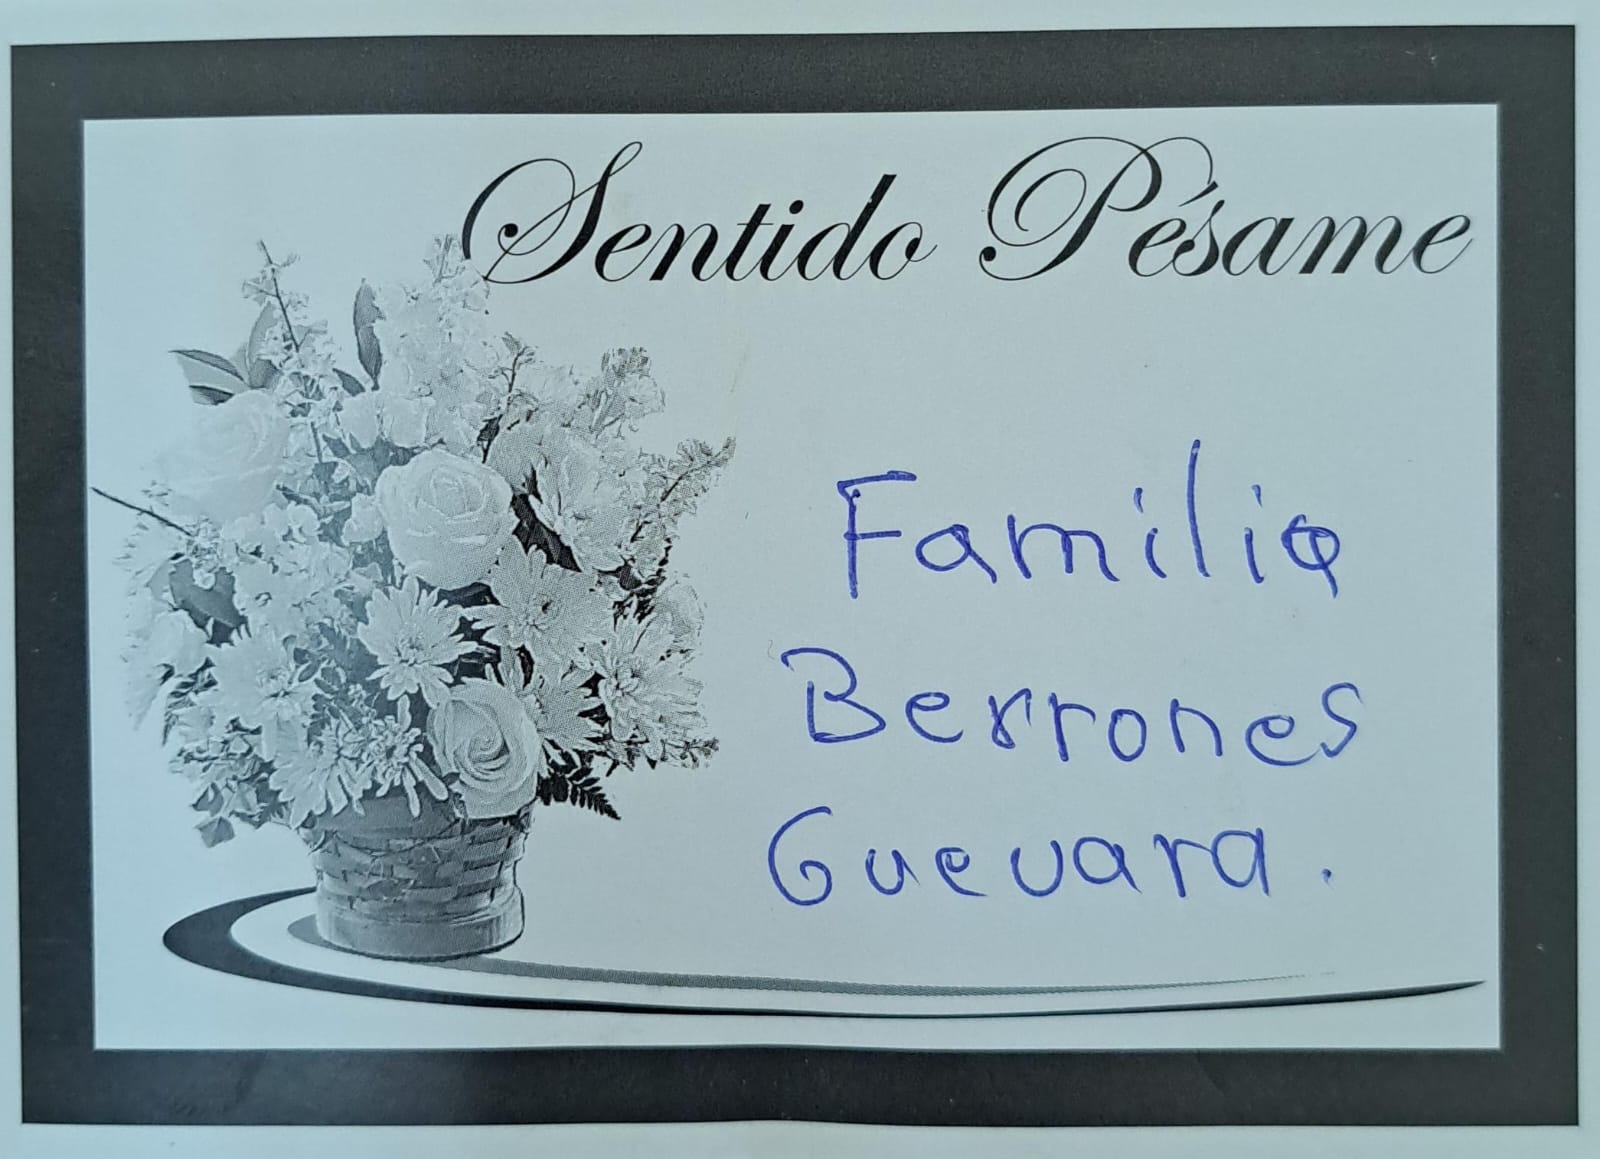 Sentido Pésame
Familia
Berrones
Guevara.